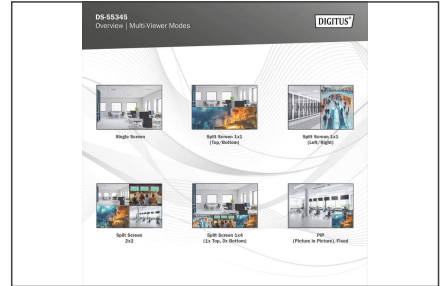 DS-55345
Overview | Multi-Viewer Modes
DIGITUS®
Single Screen
Split Screen 1x1
(Top/Bottom)
Split Screen 1x1
(Left/Right)
Split Screen
2x2
Split Screen 1x4
(1x Top, 3x Bottom)
PIP
(Picture in Picture), Fixed